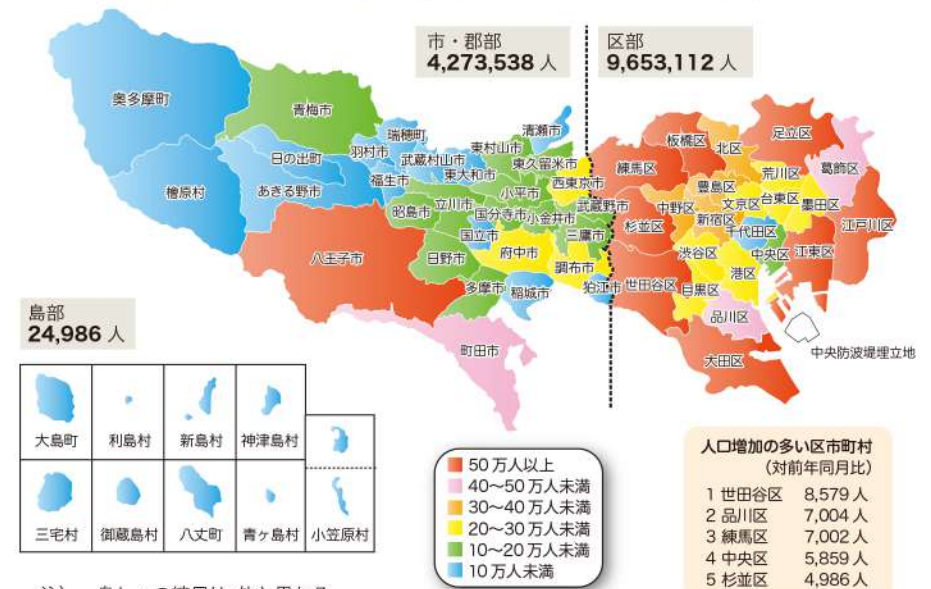 市・郡部
4,273,538 人
区部
9,653,112 人
奥多摩町
青梅市
瑞穂町
羽村市
日の出町
福生市
武蔵村山市
東大和市
東村山市
清瀬市
東久留米市
西東京市
檜原村
あきる野市
昭島市
立川市
小平市
国分寺市
小金井市
武蔵野市
三鷹市
国立市
府中市
調布市
狛江市
八王子市
日野市
多摩市
稲城市
町田市
板橋区
北区
足立区
練馬区
荒川区
葛飾区
豊島区
文京区
台東区
墨田区
中野区
新宿区
千代田区
江戸川区
杉並区
渋谷区
中央区
江東区
港区
世田谷区
目黒区
品川区
大田区
中央防波堤埋立地
島部
24,986 人
大島町
利島村
新島村
神津島村
三宅村
御蔵島村
八丈町
青ヶ島村
小笠原村
50 万人以上
40～50 万人未満
30～40 万人未満
20～30 万人未満
10～20 万人未満
10 万人未満
人口増加の多い区市町村
（対前年同月比）
1 世田谷区 8,579 人
2 品川区 7,004 人
3 練馬区 7,002 人
4 中央区 5,859 人
5 杉並区 4,986 人